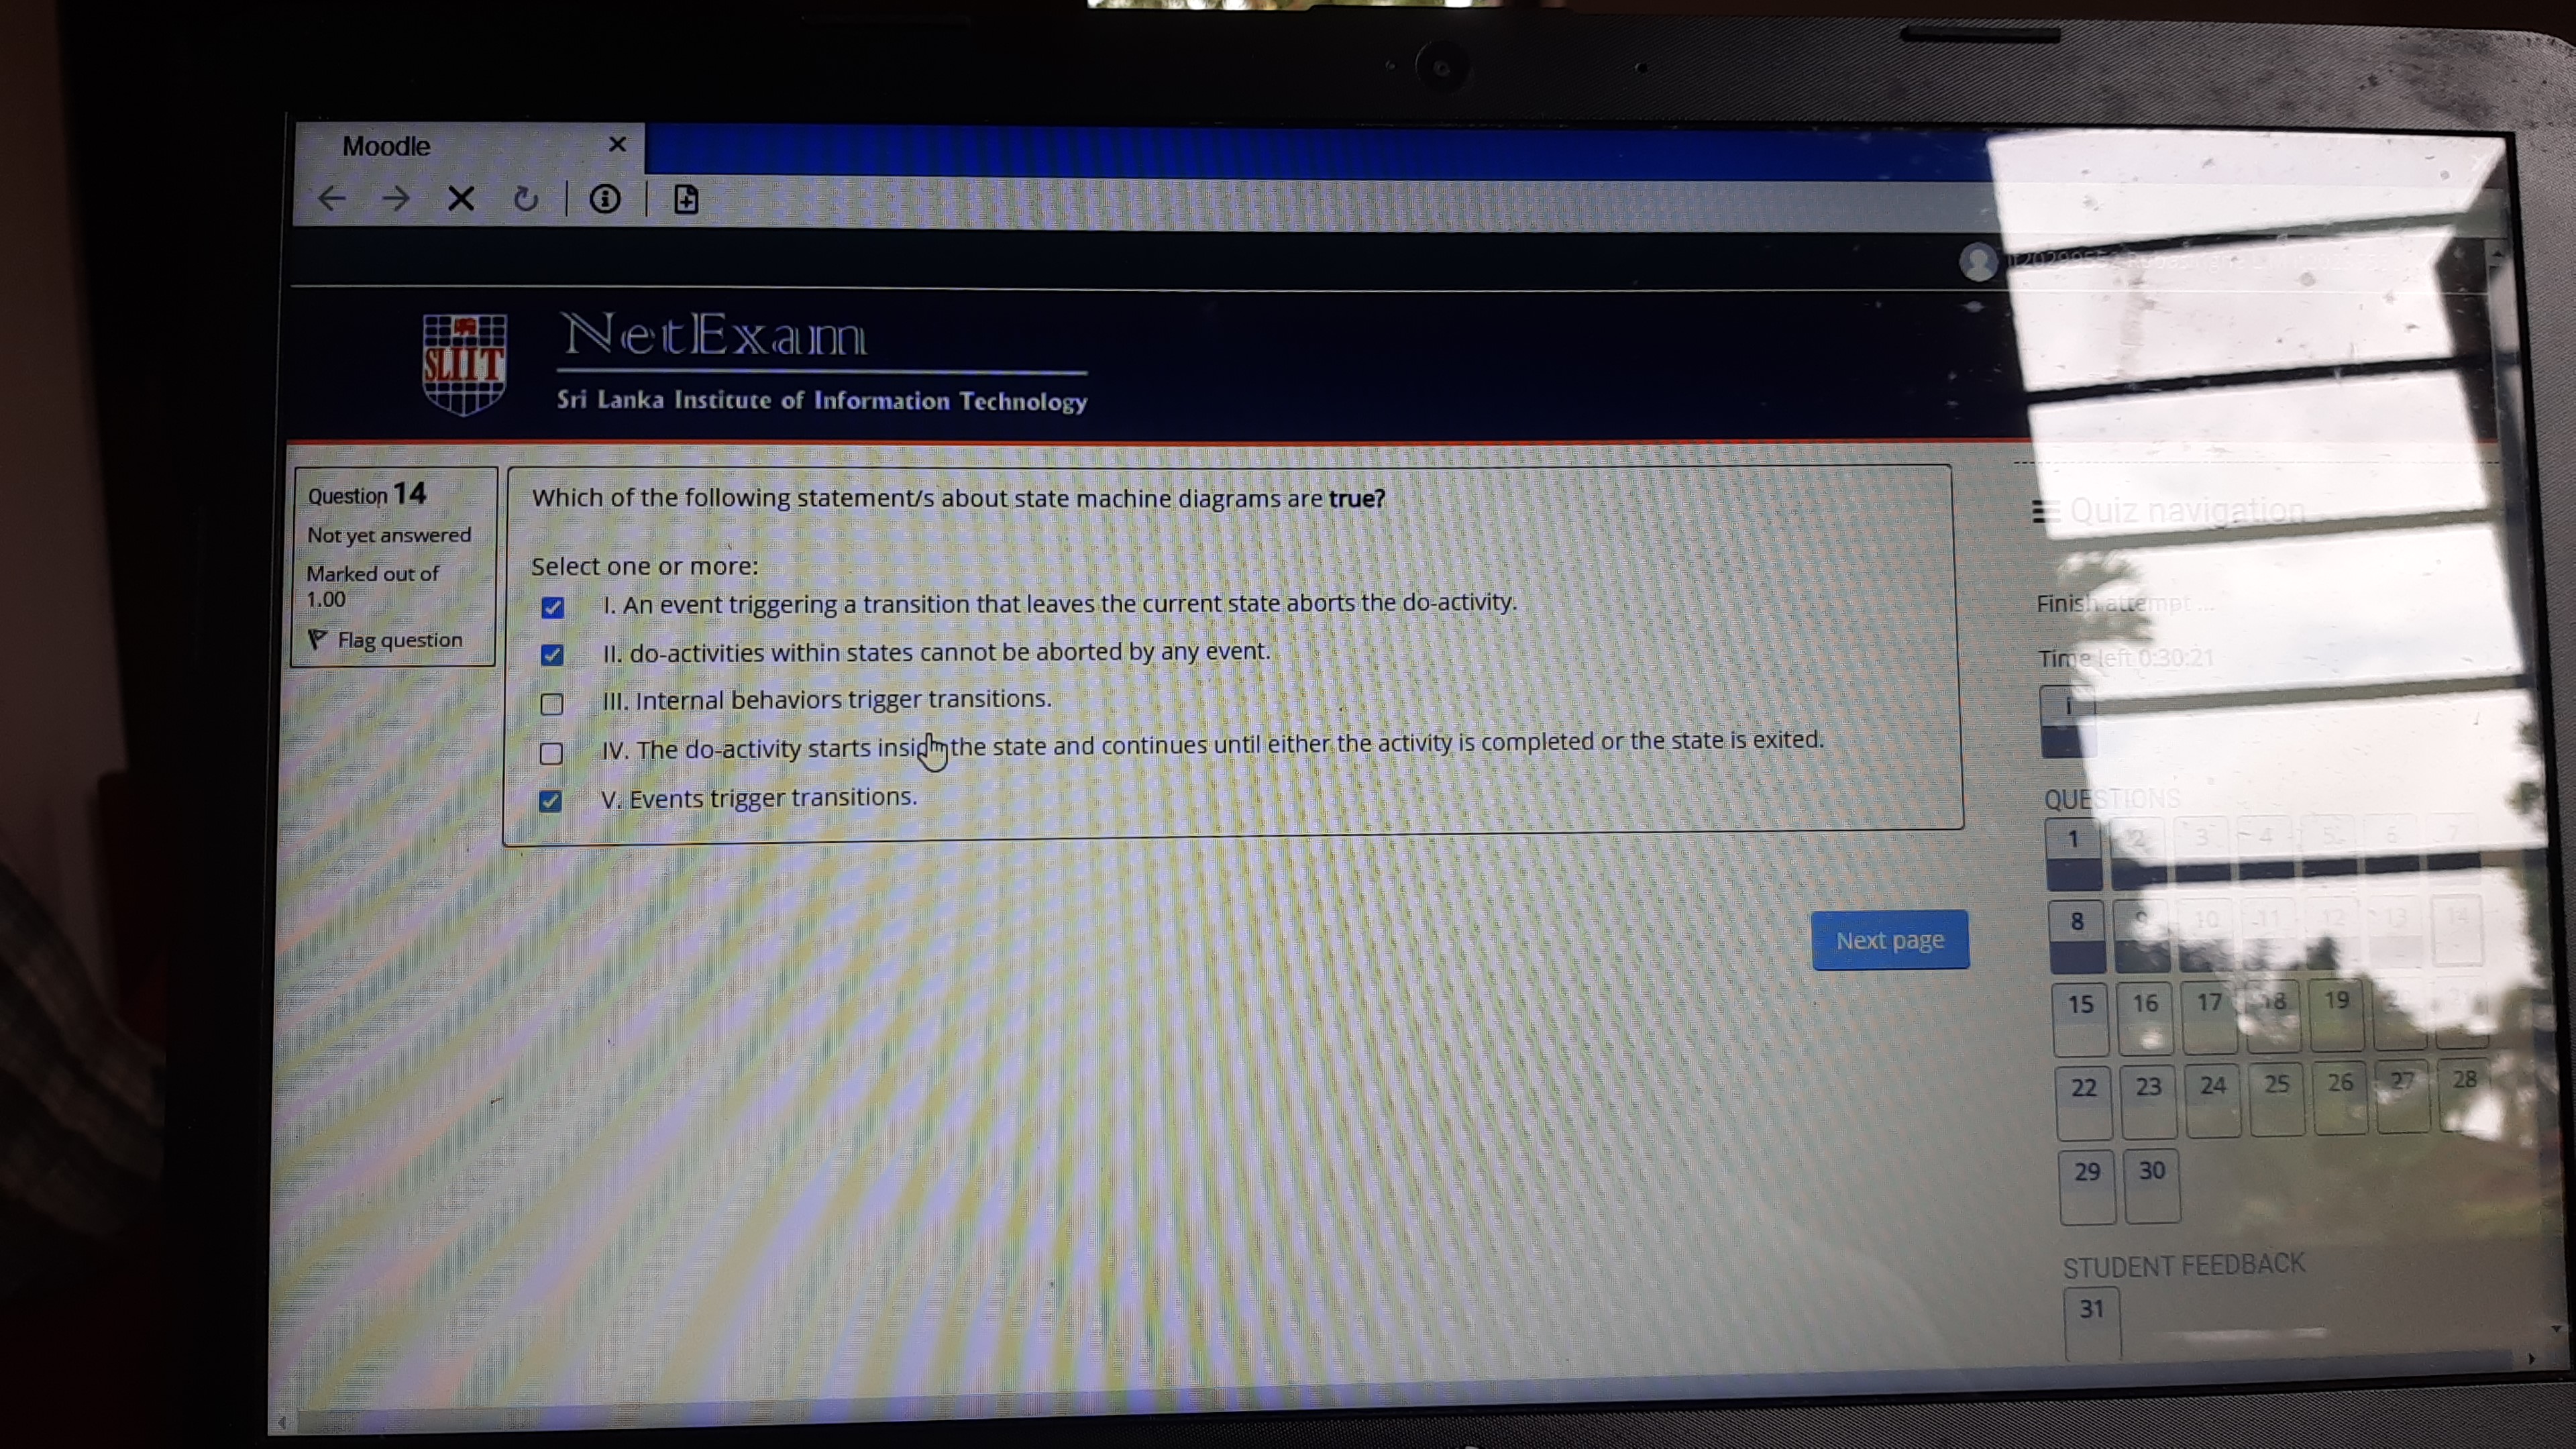 Moodle
NetExam
SLIIT
Sri Lanka Institute of Information Technology
Question 14
Not yet answered
Marked out of
1.00
Flag question
Which of the following statement/s about state machine diagrams are true?
Select one or more:
I. An event triggering a transition that leaves the current state aborts the do-activity.
II. do-activities within states cannot be aborted by any event.
III. Internal behaviors trigger transitions.
IV. The do-activity starts inside the state and continues until either the activity is completed or the state is exited.
V. Events trigger transitions.
Next page
Quiz navigation
Finish attempt ...
Time left 0:30:21
i
QUESTIONS
1 2 3 4 5 6 7
8 9 10 11 12 13 14
15 16 17 18 19
22 23 24 25 26 27 28
29 30
STUDENT FEEDBACK
31